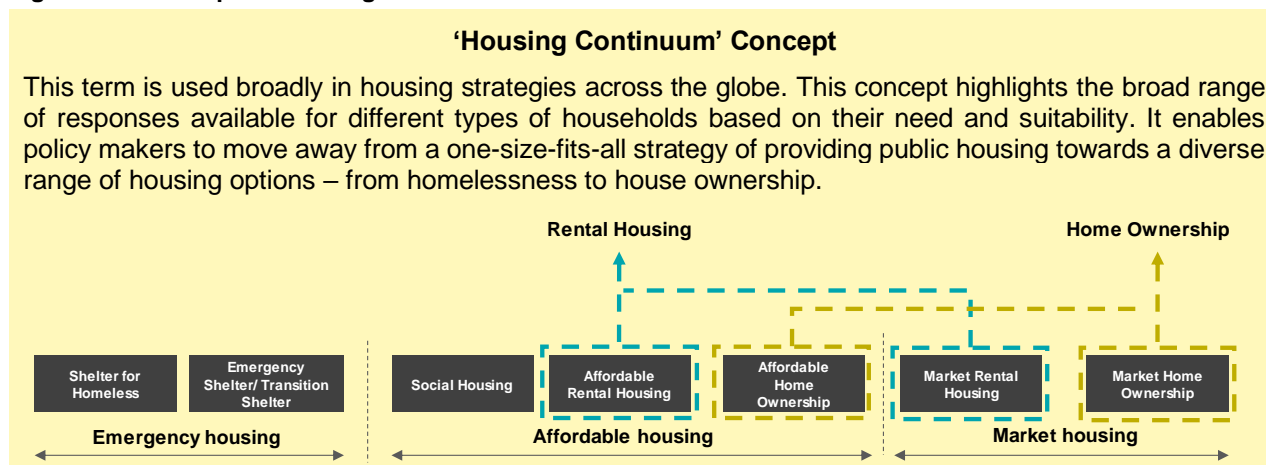 ‘Housing Continuum’ Concept
This term is used broadly in housing strategies across the globe. This concept highlights the broad range
of responses available for different types of households based on their need and suitability. It enables
policy makers to move away from a one-size-fits-all strategy of providing public housing towards a diverse
range of housing options – from homelessness to house ownership.
Rental Housing
Home Ownership
Shelter for
Homeless
Emergency
Shelter/ Transition
Shelter
Social Housing
Affordable
Rental Housing
Affordable
Home
Ownership
Market Rental
Housing
Market Home
Ownership
Emergency housing
Affordable housing
Market housing